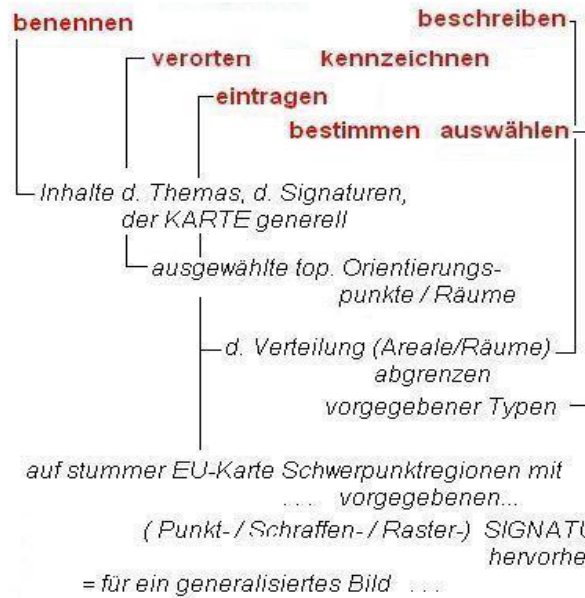 benennen beschreiben
verorten kennzeichnen
eintragen
bestimmen auswählen
Inhalte d. Themas, d. Signaturen,
der KARTE generell
ausgewählte top. Orientierungs-
punkte / Räume
d. Verteilung (Areale/Räume)
abgrenzen
vorgegebener Typen
auf stummer EU-Karte Schwerpunktregionen mit
... vorgegebenen...
( Punkt- / Schraffen- / Raster-) SIGNATU
hervorhe
= für ein generalisiertes Bild ...